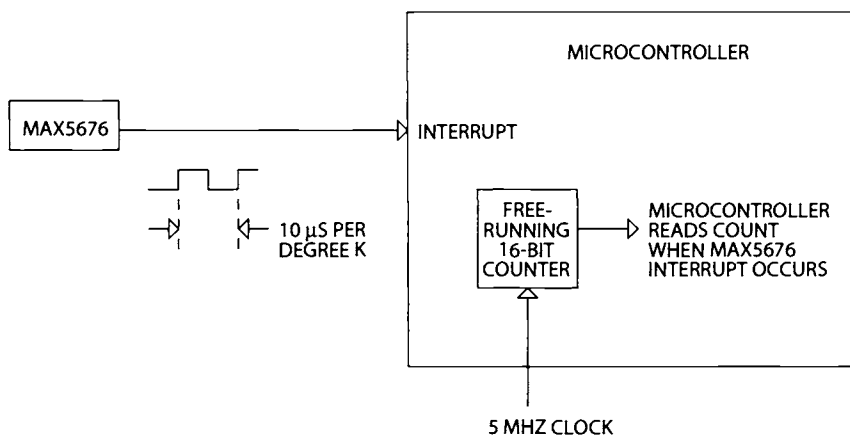 MICROCONTROLLER
MAX5676
INTERRUPT
10 µS PER
DEGREE K
FREE-
RUNNING
16-BIT
COUNTER
MICROCONTROLLER
READS COUNT
WHEN MAX5676
INTERRUPT OCCURS
5 MHZ CLOCK